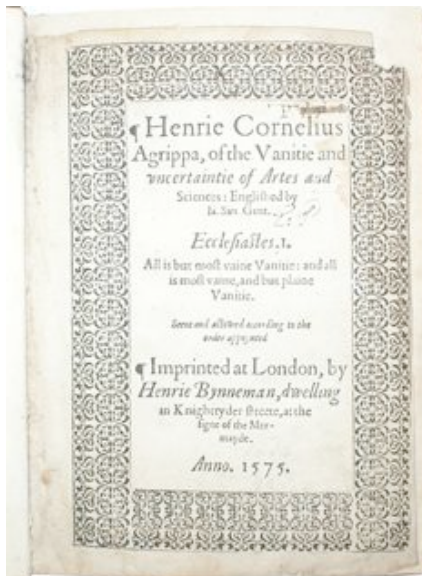 ¶ Henrie Cornelius
Agrippa, of the Vanitie and
vncertaintie of Artes and
Sciences: Engliſhed by
Ia. San. Gent.
Eccleſiaſtes. 1.
All is but moſt vaine Vanitie: and all
is moſt vaine, and but plaine
Vanitie.
Seene and allowed according to the
order appoynted
¶ Imprinted at London, by
Henrie Bynneman, dwelling
in Knightryder ſtreete, at the
ſigne of the Mer-
mayde.
Anno. 1575.